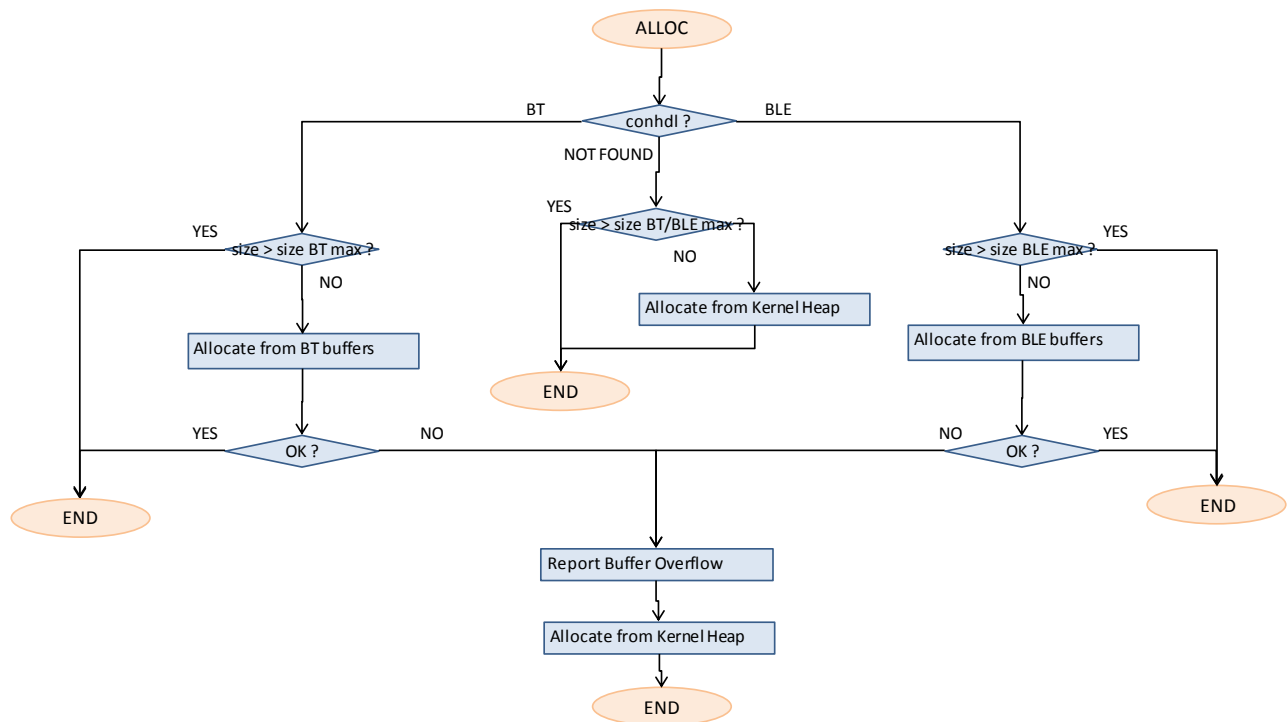 ALLOC
BT
BLE
conhdl ?
NOT FOUND
YES
size > size BT/BLE max ?
YES
size > size BT max ?
size > size BLE max ?
YES
NO
NO
NO
Allocate from Kernel Heap
Allocate from BT buffers
Allocate from BLE buffers
END
YES
NO
NO
YES
OK ?
OK ?
END
END
Report Buffer Overflow
Allocate from Kernel Heap
END